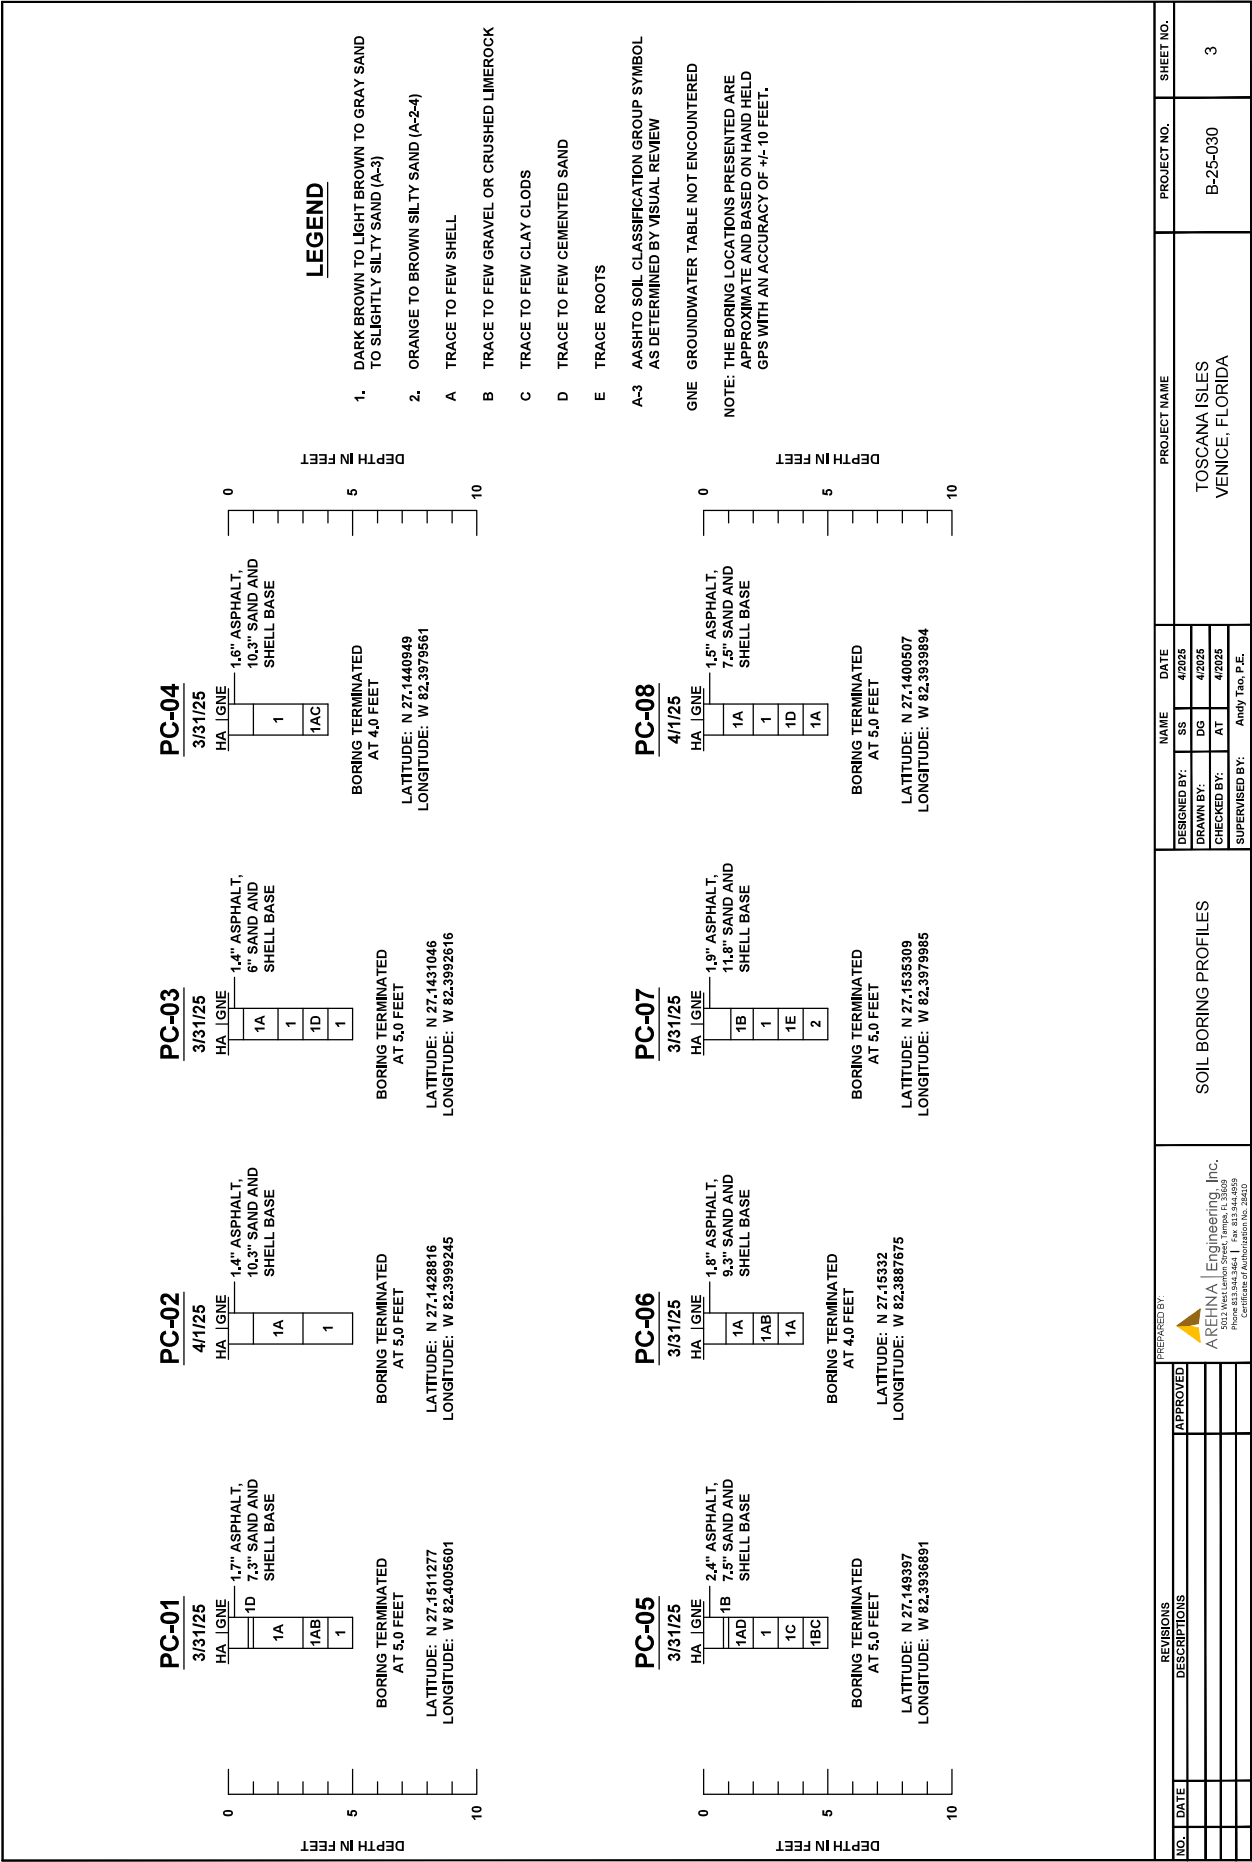 PC-01
3/31/25
HA | GNE
1D
1A
1AB
1
1.7" ASPHALT,
7.3" SAND AND
SHELL BASE
BORING TERMINATED
AT 5.0 FEET
LATITUDE: N 27.1511277
LONGITUDE: W 82.4005601
PC-02
4/1/25
HA | GNE
1A
1
1.4" ASPHALT,
10.3" SAND AND
SHELL BASE
BORING TERMINATED
AT 5.0 FEET
LATITUDE: N 27.1428816
LONGITUDE: W 82.3999245
PC-03
3/31/25
HA | GNE
1A
1
1D
1
1.4" ASPHALT,
6" SAND AND
SHELL BASE
BORING TERMINATED
AT 5.0 FEET
LATITUDE: N 27.1431046
LONGITUDE: W 82.3992616
PC-04
3/31/25
HA | GNE
1
1AC
1.6" ASPHALT,
10.3" SAND AND
SHELL BASE
BORING TERMINATED
AT 4.0 FEET
LATITUDE: N 27.1440949
LONGITUDE: W 82.3979561
0
5
10
DEPTH IN FEET
0
5
10
DEPTH IN FEET
PC-05
3/31/25
HA | GNE
1B
1AD
1
1C
1BC
2.4" ASPHALT,
7.5" SAND AND
SHELL BASE
BORING TERMINATED
AT 5.0 FEET
LATITUDE: N 27.149397
LONGITUDE: W 82.3936891
PC-06
3/31/25
HA | GNE
1A
1AB
1A
1.8" ASPHALT,
9.3" SAND AND
SHELL BASE
BORING TERMINATED
AT 4.0 FEET
LATITUDE: N 27.15332
LONGITUDE: W 82.3887675
PC-07
3/31/25
HA | GNE
1B
1
1E
2
1.9" ASPHALT,
11.8" SAND AND
SHELL BASE
BORING TERMINATED
AT 5.0 FEET
LATITUDE: N 27.1535309
LONGITUDE: W 82.3979985
PC-08
4/1/25
HA | GNE
1A
1
1D
1A
1.5" ASPHALT,
7.5" SAND AND
SHELL BASE
BORING TERMINATED
AT 5.0 FEET
LATITUDE: N 27.1400507
LONGITUDE: W 82.3939894
0
5
10
DEPTH IN FEET
0
5
10
DEPTH IN FEET
LEGEND
1. DARK BROWN TO LIGHT BROWN TO GRAY SAND
TO SLIGHTLY SILTY SAND (A-3)
2. ORANGE TO BROWN SILTY SAND (A-2-4)
A TRACE TO FEW SHELL
B TRACE TO FEW GRAVEL OR CRUSHED LIMEROCK
C TRACE TO FEW CLAY CLODS
D TRACE TO FEW CEMENTED SAND
E TRACE ROOTS
A-3 AASHTO SOIL CLASSIFICATION GROUP SYMBOL
AS DETERMINED BY VISUAL REVIEW
GNE GROUNDWATER TABLE NOT ENCOUNTERED
NOTE: THE BORING LOCATIONS PRESENTED ARE
APPROXIMATE AND BASED ON HAND HELD
GPS WITH AN ACCURACY OF +/- 10 FEET.
REVISIONS
NO. DATE DESCRIPTIONS APPROVED
PREPARED BY:
AREHNA | Engineering, Inc.
5012 West Lemon Street, Tampa, FL 33609
Phone 813.944.3464 | Fax 813.944.4959
Certificate of Authorization No. 28410
SOIL BORING PROFILES
NAME DATE
DESIGNED BY: SS 4/2025
DRAWN BY: DG 4/2025
CHECKED BY: AT 4/2025
SUPERVISED BY: Andy Tao, P.E.
PROJECT NAME
TOSCANA ISLES
VENICE, FLORIDA
PROJECT NO.
B-25-030
SHEET NO.
3